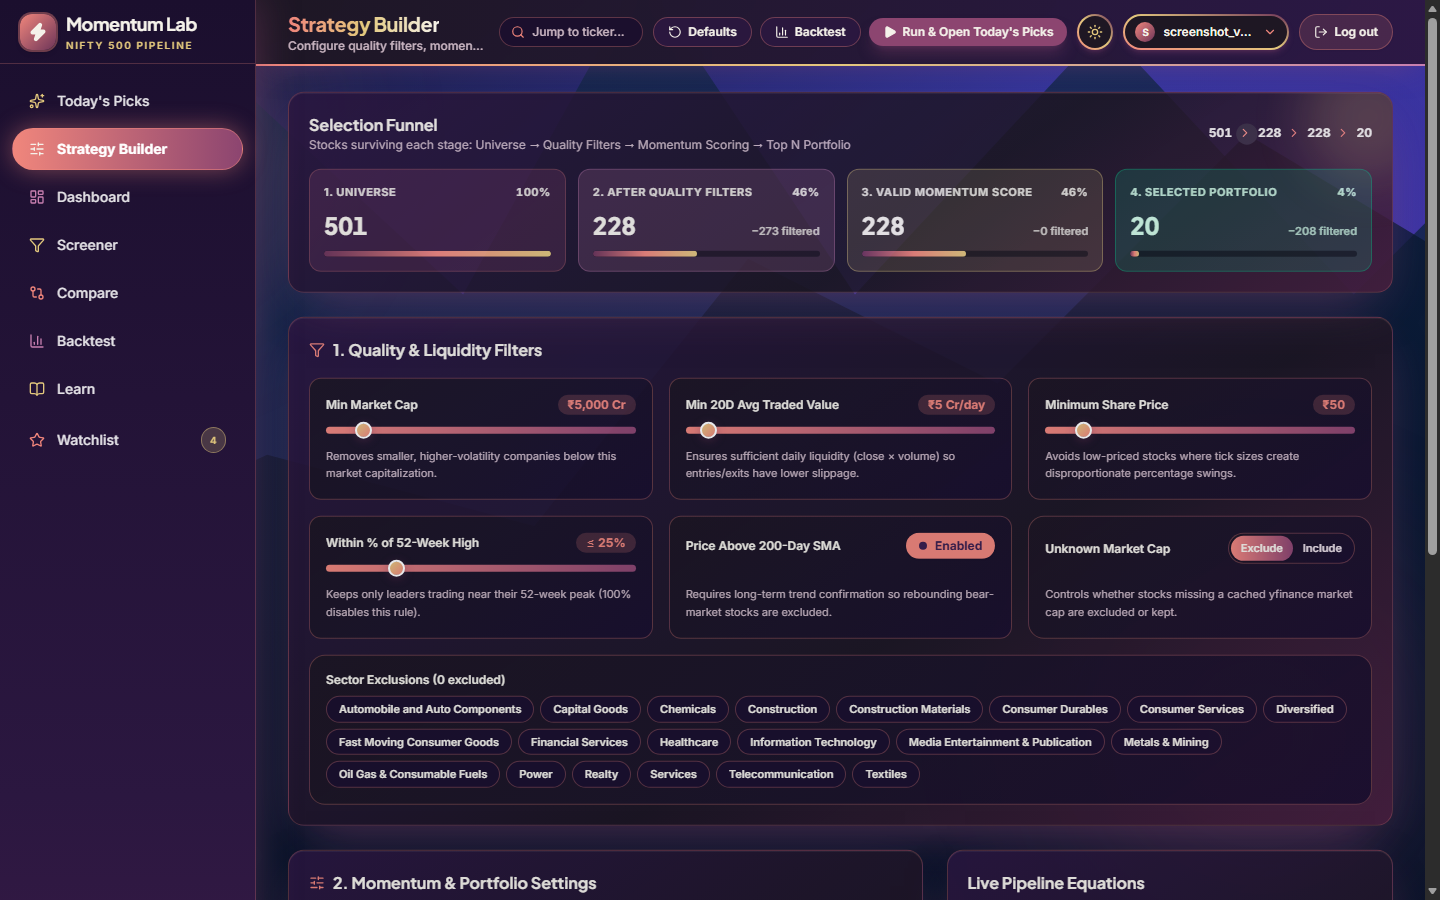 Momentum Lab
NIFTY 500 PIPELINE
Today's Picks
Strategy Builder
Dashboard
Screener
Compare
Backtest
Learn
Watchlist
4
Strategy Builder
Configure quality filters, momen...
Jump to ticker...
Defaults
Backtest
Run & Open Today's Picks
S
screenshot_v...
Log out
Selection Funnel
Stocks surviving each stage: Universe → Quality Filters → Momentum Scoring → Top N Portfolio
501 > 228 > 228 > 20
1. UNIVERSE 100%
501
2. AFTER QUALITY FILTERS 46%
228 −273 filtered
3. VALID MOMENTUM SCORE 46%
228 −0 filtered
4. SELECTED PORTFOLIO 4%
20 −208 filtered
1. Quality & Liquidity Filters
Min Market Cap ₹5,000 Cr
Removes smaller, higher-volatility companies below this
market capitalization.
Min 20D Avg Traded Value ₹5 Cr/day
Ensures sufficient daily liquidity (close × volume) so
entries/exits have lower slippage.
Minimum Share Price ₹50
Avoids low-priced stocks where tick sizes create
disproportionate percentage swings.
Within % of 52-Week High ≤ 25%
Keeps only leaders trading near their 52-week peak (100%
disables this rule).
Price Above 200-Day SMA Enabled
Requires long-term trend confirmation so rebounding bear-
market stocks are excluded.
Unknown Market Cap Exclude Include
Controls whether stocks missing a cached yfinance market
cap are excluded or kept.
Sector Exclusions (0 excluded)
Automobile and Auto Components Capital Goods Chemicals Construction Construction Materials Consumer Durables Consumer Services Diversified
Fast Moving Consumer Goods Financial Services Healthcare Information Technology Media Entertainment & Publication Metals & Mining
Oil Gas & Consumable Fuels Power Realty Services Telecommunication Textiles
2. Momentum & Portfolio Settings
Live Pipeline Equations